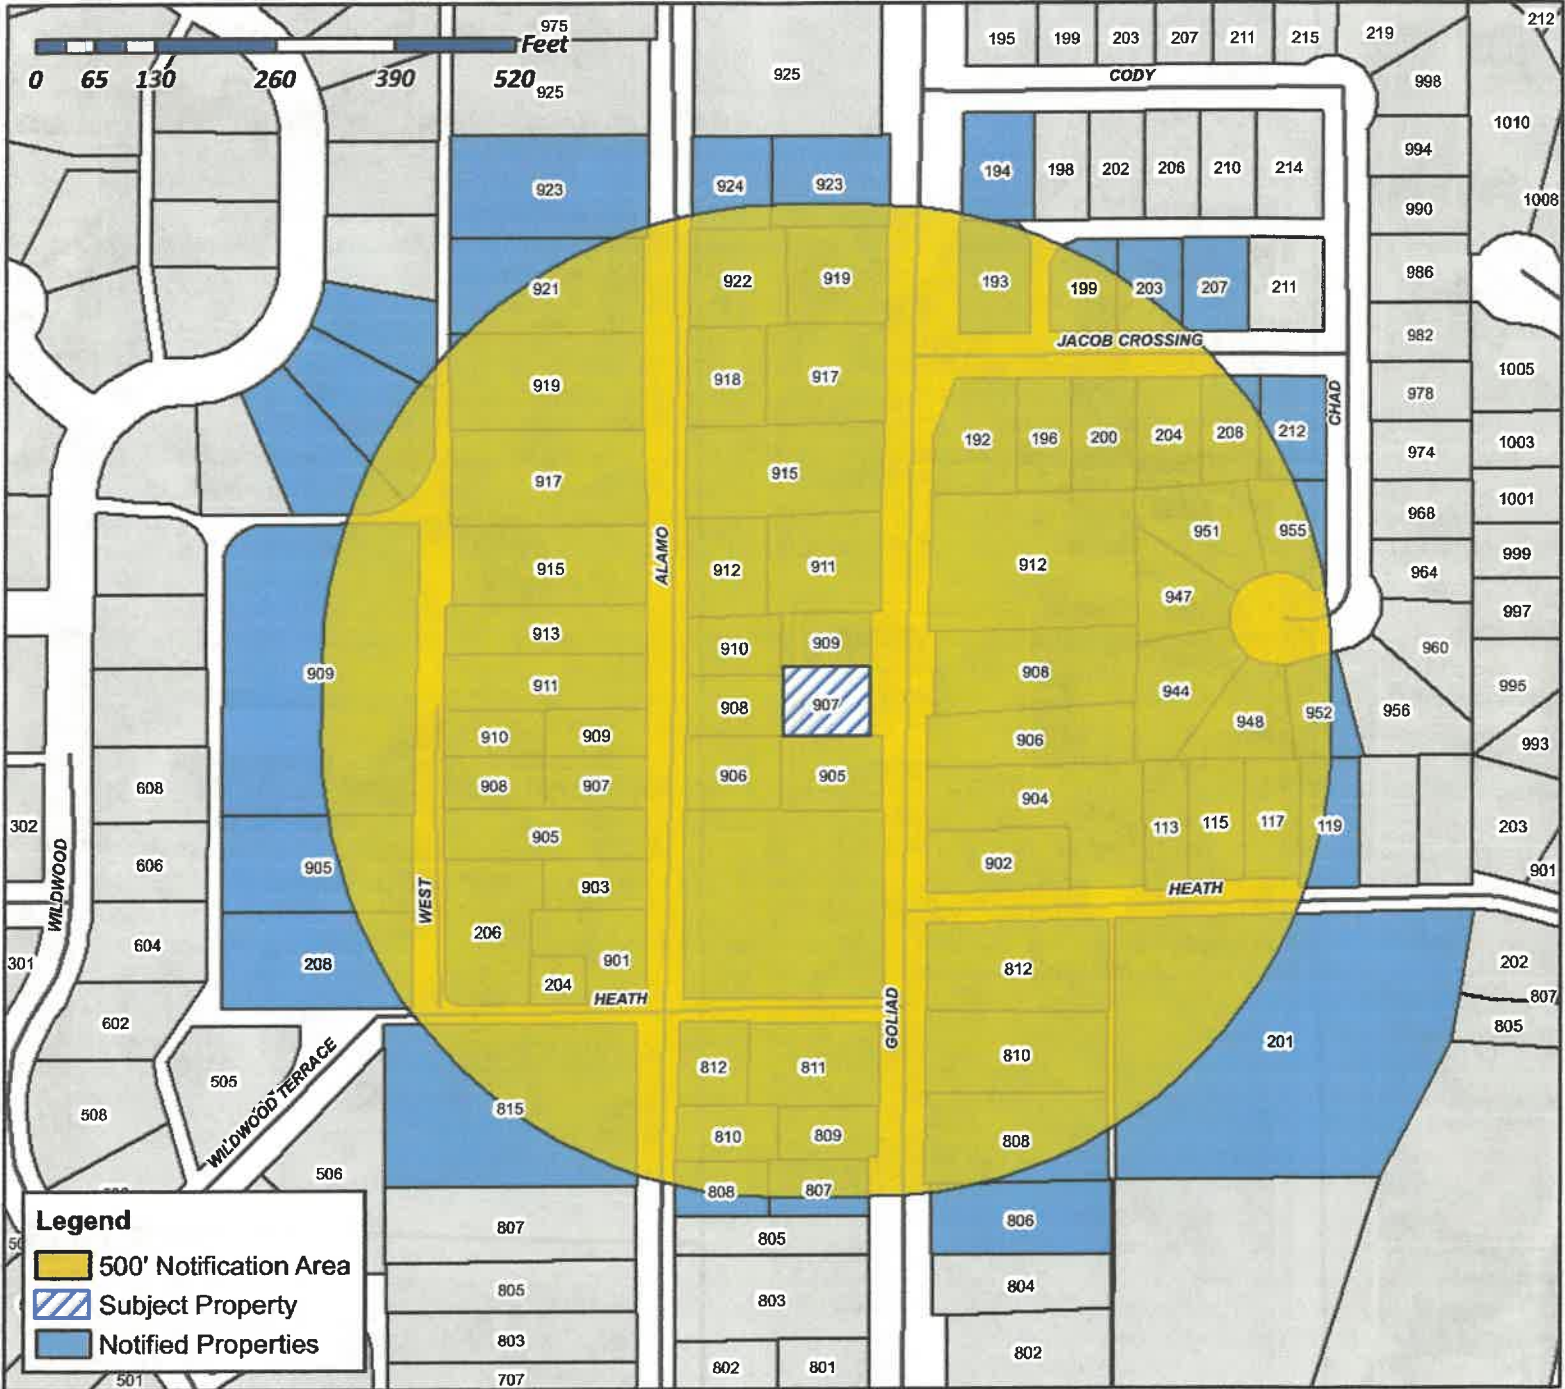 975
Feet
0 65 130 260 390 520
925
925
195 199 203 207 211 215 219
212
CODY
998
1010
994
194 198 202 206 210 214
923 924 923
1008
990
986
921 922 919 193 199 203 207 211
JACOB CROSSING
982
1005
919 918 917
978
CHAD
192 196 200 204 208 212
1003
974
917 915
1001
968
951 955
ALAMO
999
915 912 911 912
964
947
997
913 910 909
960
909 911 908
995
944
908 907
956
948 952
910 909 906
993
906 905
608 908 907 904
302 905
113 115 117 119
203
WILDWOOD
606 905 902
901
WEST 903
HEATH
206
604
301 208 901
812
202
204
HEATH
807
602
GOLIAD
805
810
201
WILDWOOD TERRACE
812 811
505
508 815
810 809
808
506
808 807
806
807 805
804
805 803
803 802
802 801
707
501
Legend
500' Notification Area
Subject Property
Notified Properties